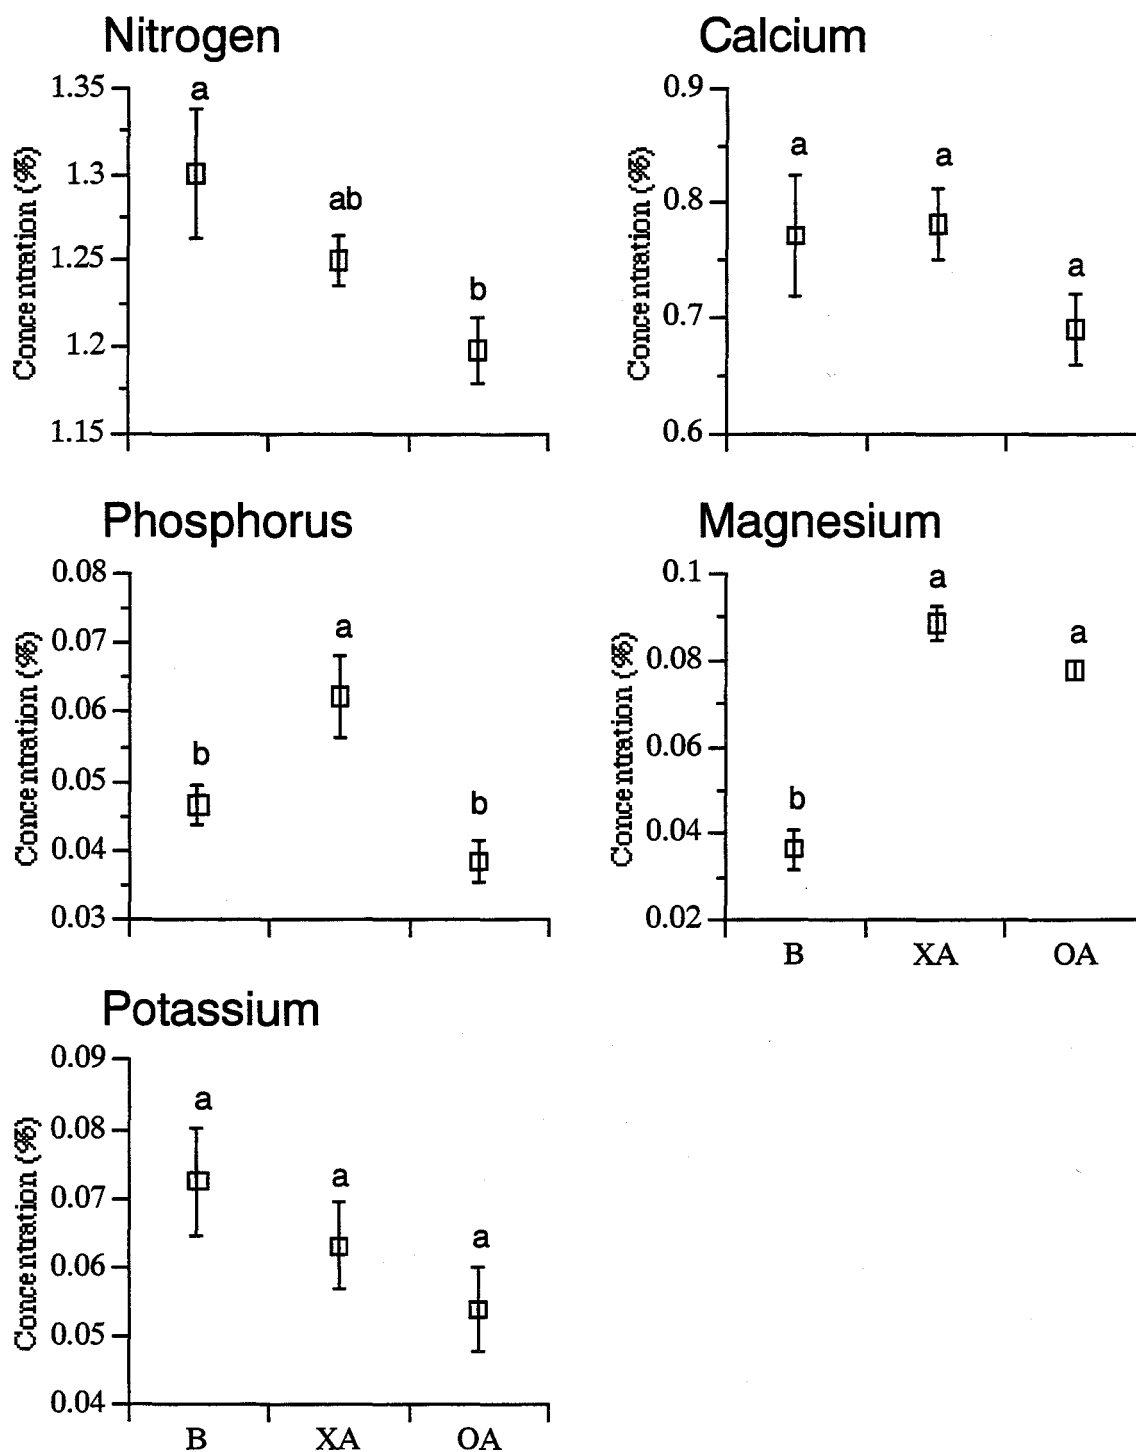 Nitrogen
1.35
1.3
1.25
1.2
1.15
Concentration (%)
a
ab
b
Calcium
0.9
0.8
0.7
0.6
Concentration (%)
a
a
a
Phosphorus
0.08
0.07
0.06
0.05
0.04
0.03
Concentration (%)
b
a
b
Magnesium
0.1
0.08
0.06
0.04
0.02
Concentration (%)
b
a
a
B XA OA
Potassium
0.09
0.08
0.07
0.06
0.05
0.04
Concentration (%)
a
a
a
B XA OA